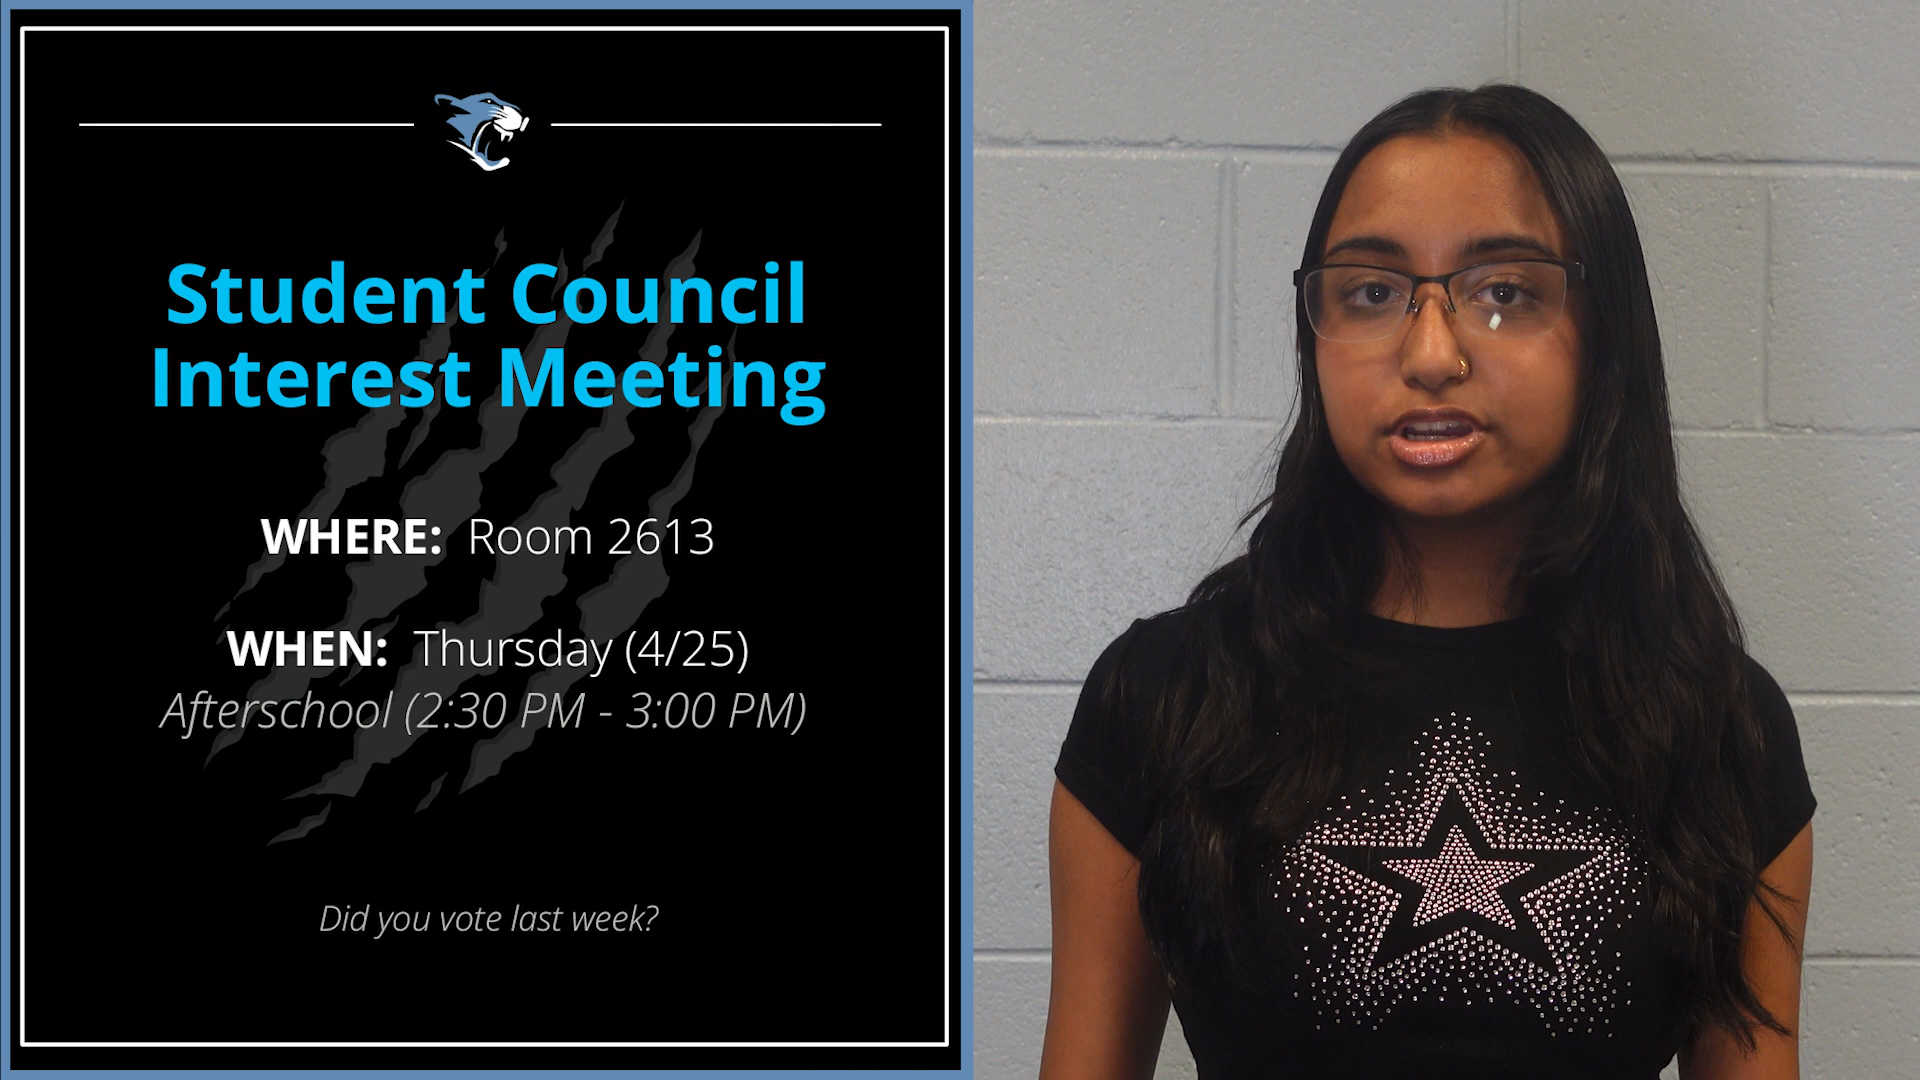 Student Council
Interest Meeting
WHERE: Room 2613
WHEN: Thursday (4/25)
Afterschool (2:30 PM - 3:00 PM)
Did you vote last week?